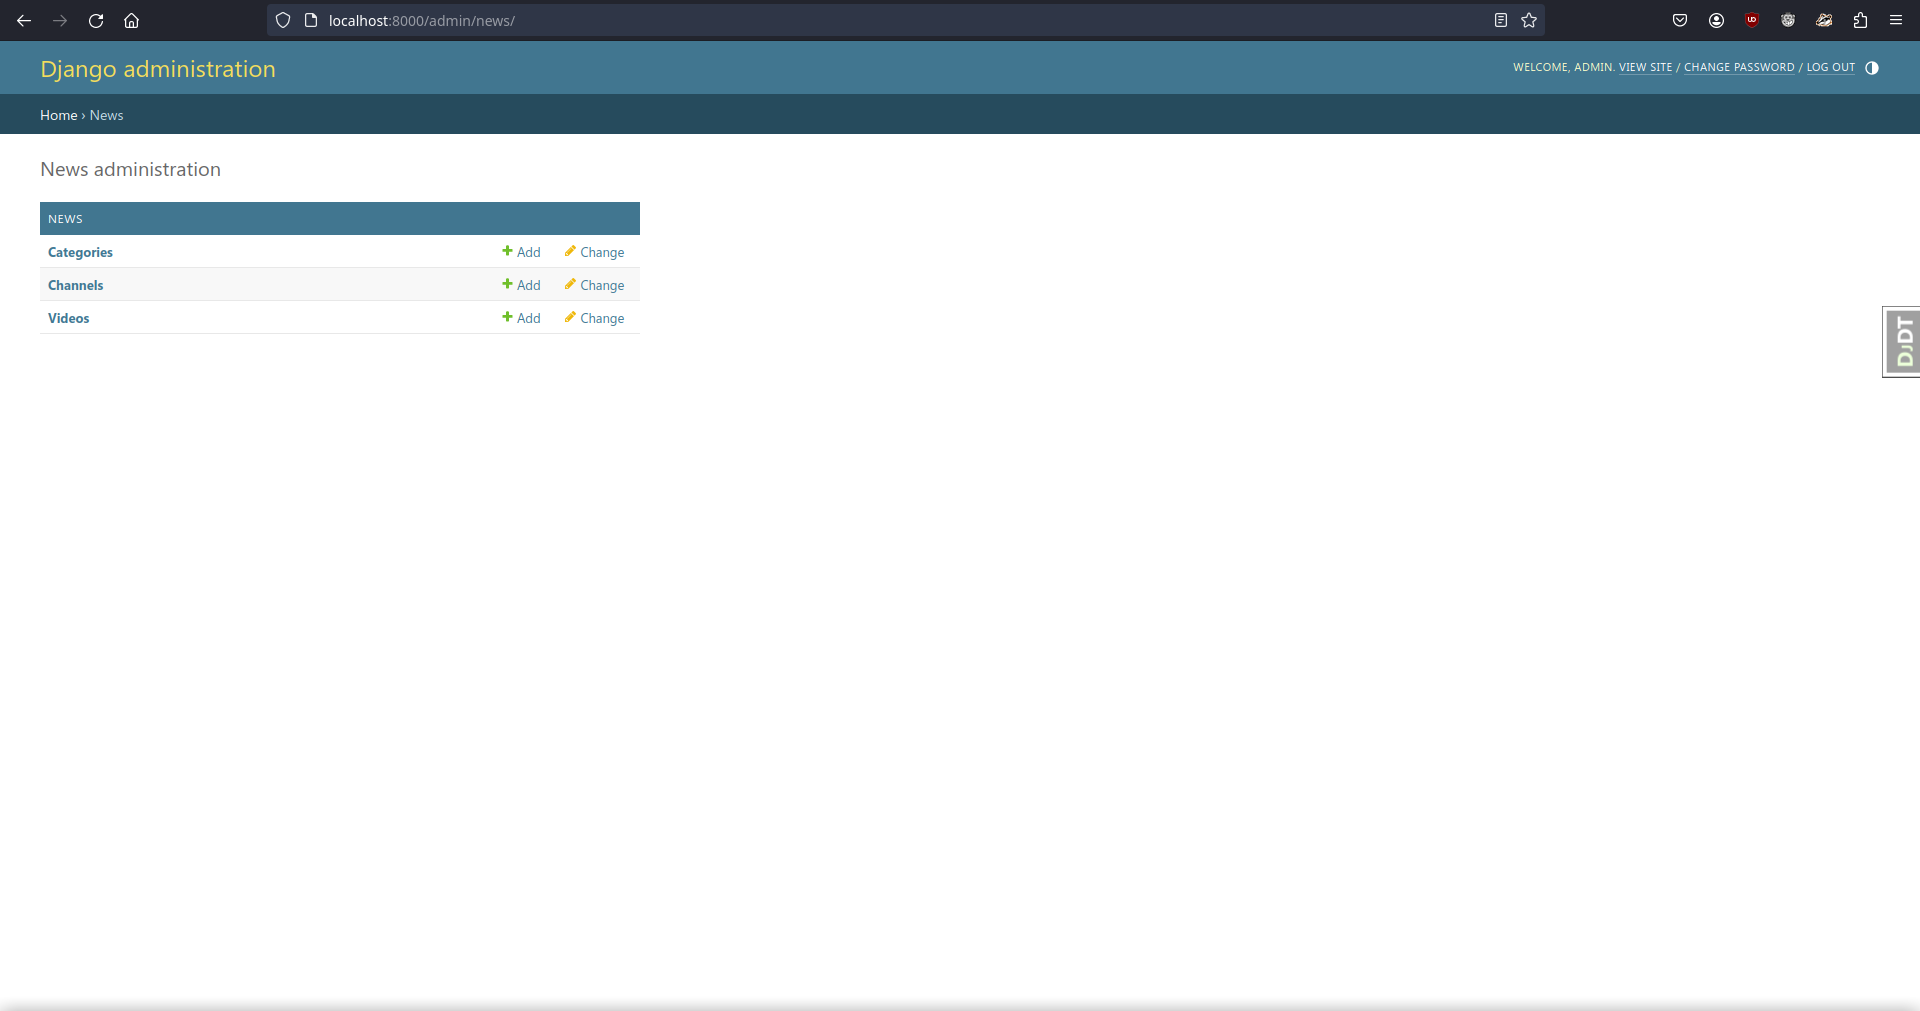 localhost:8000/admin/news/
Django administration
WELCOME, ADMIN. VIEW SITE / CHANGE PASSWORD / LOG OUT
Home › News
News administration
NEWS
Categories Add Change
Channels Add Change
Videos Add Change
DJDT